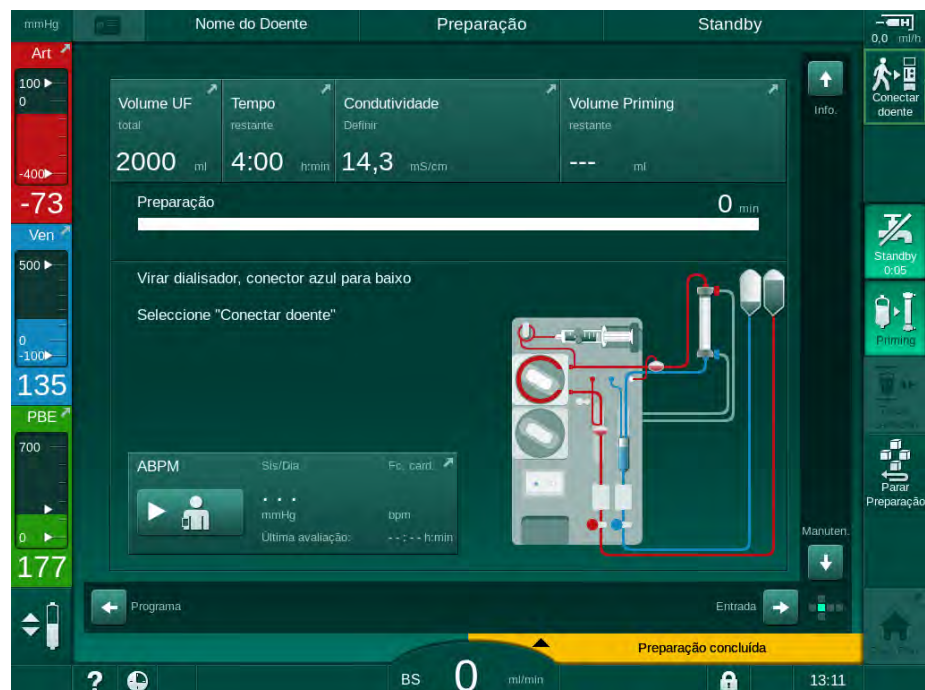 mmHg
Nome do Doente
Preparação
Standby
0,0 ml/h
Art
100
0
-400
-73
Ven
500
0
-100
135
PBE
700
0
177
Volume UF
total
2000 ml
Tempo
restante
4:00 h:min
Condutividade
Definir
14,3 mS/cm
Volume Priming
restante
--- ml
Preparação
0 min
Virar dialisador, conector azul para baixo
Seleccione "Conectar doente"
ABPM
Sis/Dia
Fc. card.
. . .
mmHg
bpm
Última avaliação:
--:-- h:min
Info.
Manuten.
Conectar
doente
Standby
0:05
Priming
Parar
Preparação
Programa
Entrada
Preparação concluída
?
BS 0 ml/min
13:11